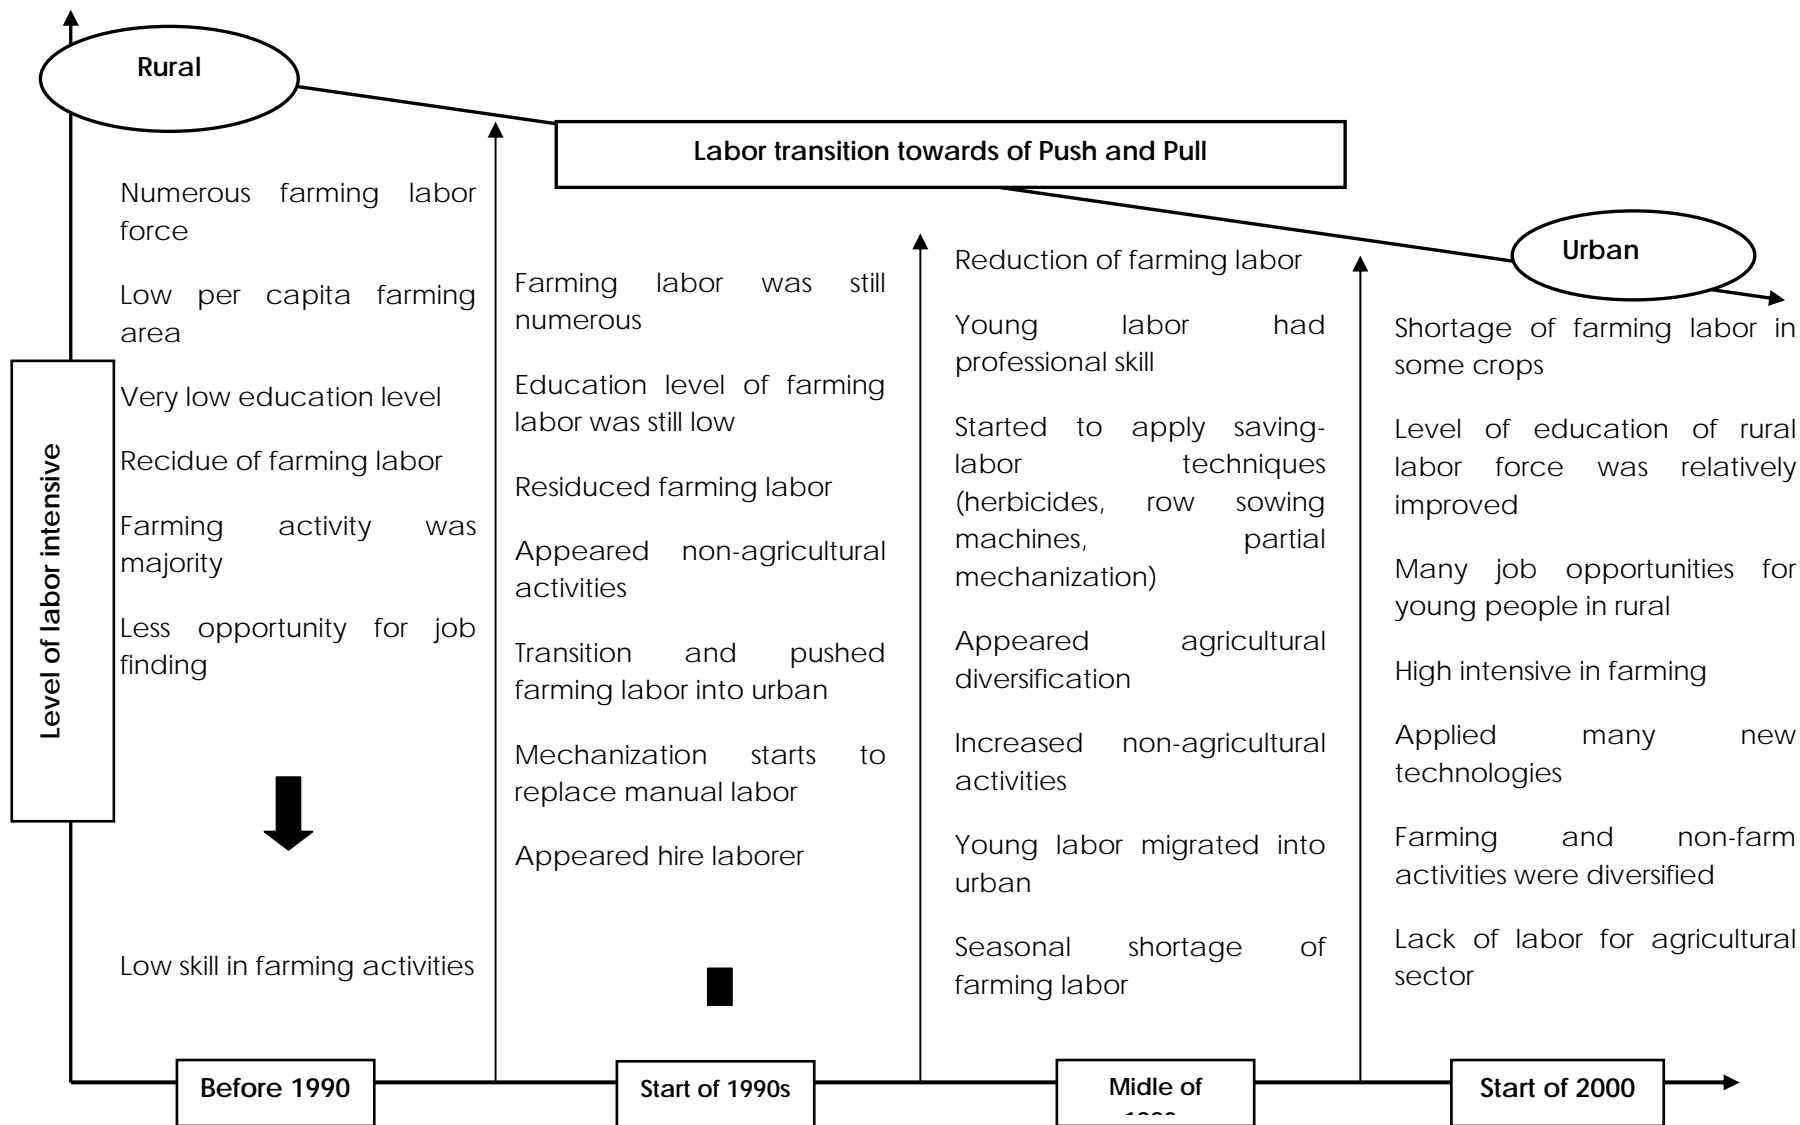 Rural
Labor transition towards of Push and Pull
Urban
Level of labor intensive
Numerous farming labor
force
Low per capita farming
area
Very low education level
Recidue of farming labor
Farming activity was
majority
Less opportunity for job
finding
Low skill in farming activities
Farming labor was still
numerous
Education level of farming
labor was still low
Residuced farming labor
Appeared non-agricultural
activities
Transition and pushed
farming labor into urban
Mechanization starts to
replace manual labor
Appeared hire laborer
Reduction of farming labor
Young labor had
professional skill
Started to apply saving-
labor techniques
(herbicides, row sowing
machines, partial
mechanization)
Appeared agricultural
diversification
Increased non-agricultural
activities
Young labor migrated into
urban
Seasonal shortage of
farming labor
Shortage of farming labor in
some crops
Level of education of rural
labor force was relatively
improved
Many job opportunities for
young people in rural
High intensive in farming
Applied many new
technologies
Farming and non-farm
activities were diversified
Lack of labor for agricultural
sector
Before 1990
Start of 1990s
Midle of
Start of 2000